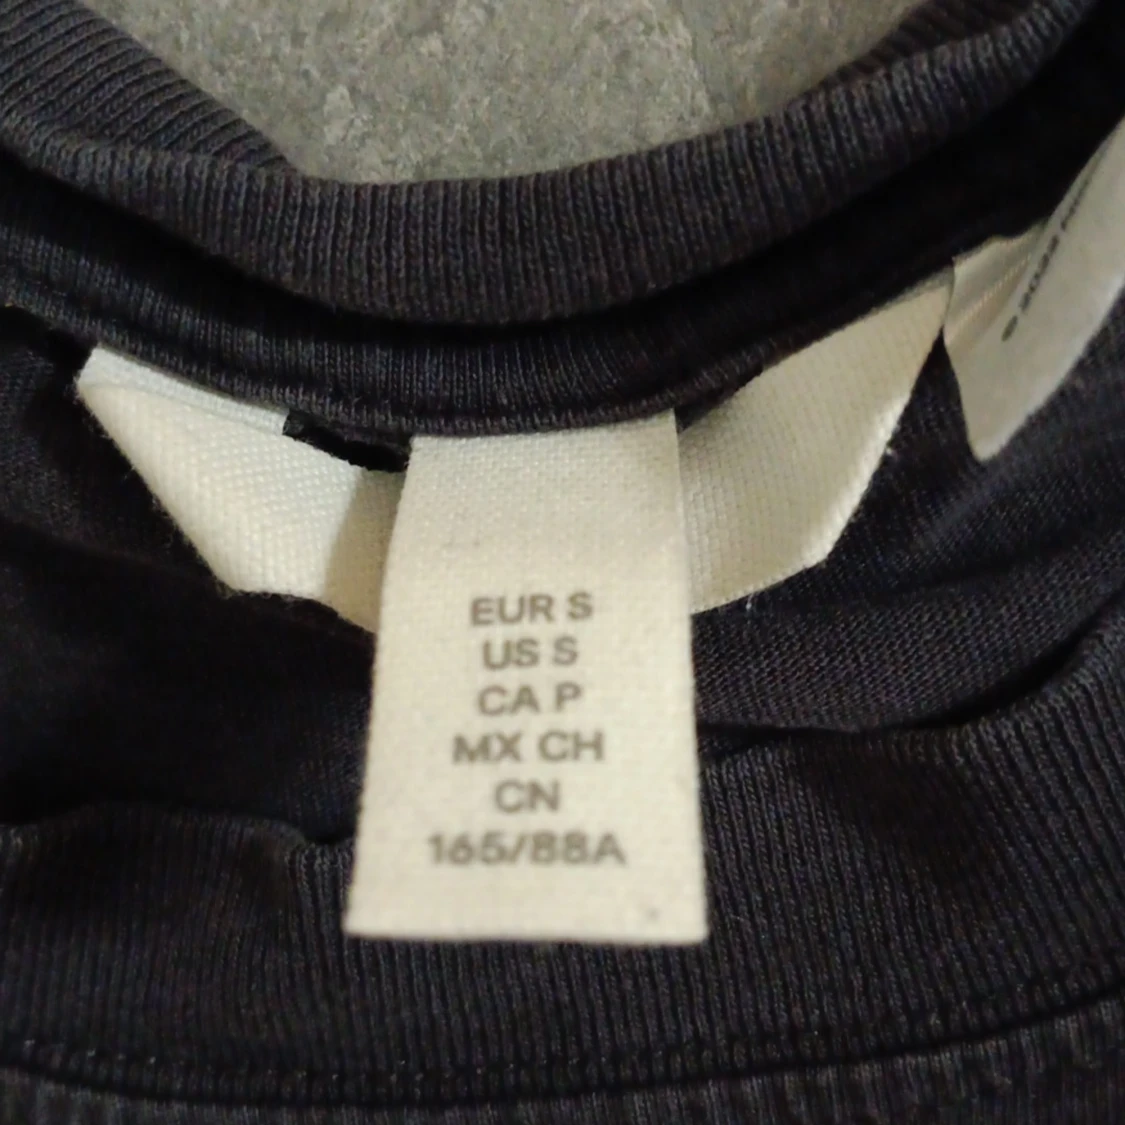 EUR S
US S
CA P
MX CH
CN
165/88A